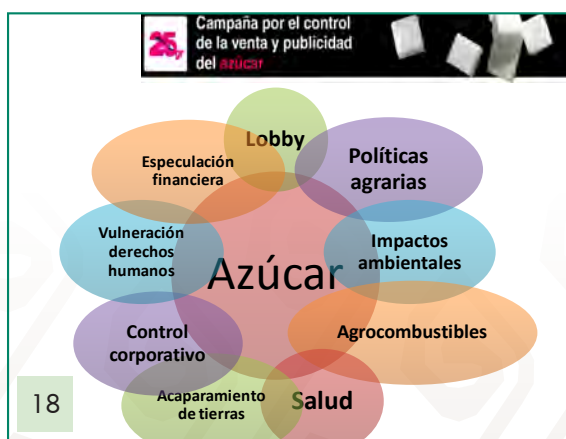 25g
Campaña por el control
de la venta y publicidad
del azúcar
Lobby
Políticas
agrarias
Impactos
ambientales
Agrocombustibles
Salud
Acaparamiento
de tierras
Control
corporativo
Vulneración
derechos
humanos
Especulación
financiera
Azúcar
18